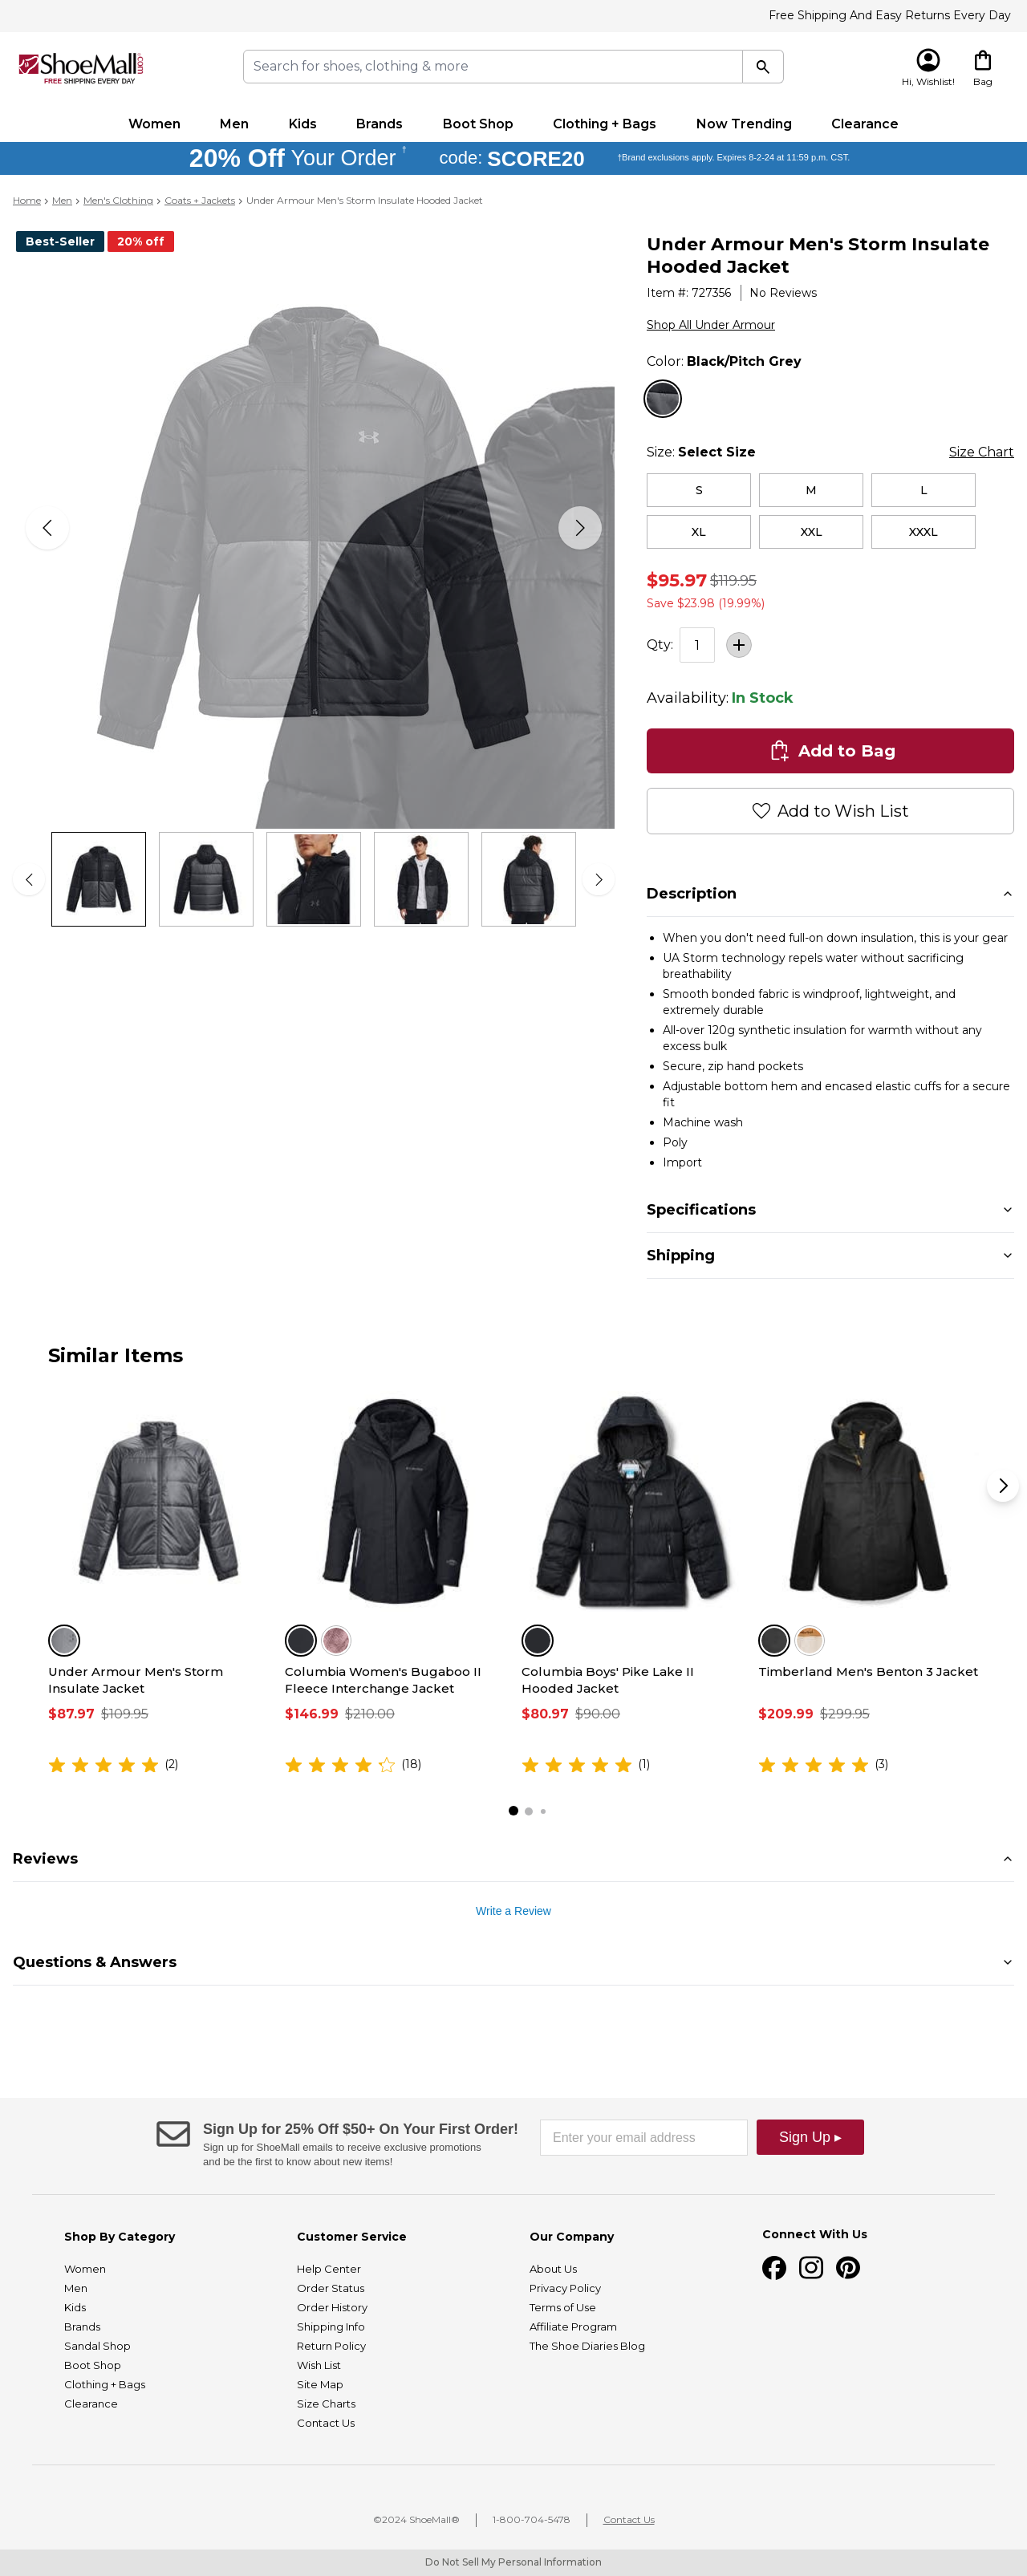 Free Shipping And Easy Returns Every Day
ShoeMall.com
FREE SHIPPING EVERY DAY
Search for shoes, clothing & more
Hi, Wishlist!
Bag
Women Men Kids Brands Boot Shop Clothing + Bags Now Trending Clearance
20% Off Your Order † code: SCORE20 †Brand exclusions apply. Expires 8-2-24 at 11:59 p.m. CST.
Home > Men > Men's Clothing > Coats + Jackets > Under Armour Men's Storm Insulate Hooded Jacket
Best-Seller 20% off
Under Armour Men's Storm Insulate
Hooded Jacket
Item #: 727356 | No Reviews
Shop All Under Armour
Color: Black/Pitch Grey
Size: Select Size Size Chart
S M L
XL XXL XXXL
$95.97 $119.95
Save $23.98 (19.99%)
Qty: 1 +
Availability: In Stock
Add to Bag
Add to Wish List
Description
• When you don't need full-on down insulation, this is your gear
• UA Storm technology repels water without sacrificing
breathability
• Smooth bonded fabric is windproof, lightweight, and
extremely durable
• All-over 120g synthetic insulation for warmth without any
excess bulk
• Secure, zip hand pockets
• Adjustable bottom hem and encased elastic cuffs for a secure
fit
• Machine wash
• Poly
• Import
Specifications
Shipping
Similar Items
Under Armour Men's Storm
Insulate Jacket
$87.97 $109.95
(2)
Columbia Women's Bugaboo II
Fleece Interchange Jacket
$146.99 $210.00
(18)
Columbia Boys' Pike Lake II
Hooded Jacket
$80.97 $90.00
(1)
Timberland Men's Benton 3 Jacket
$209.99 $299.95
(3)
Reviews
Write a Review
Questions & Answers
Sign Up for 25% Off $50+ On Your First Order!
Sign up for ShoeMall emails to receive exclusive promotions
and be the first to know about new items!
Enter your email address
Sign Up ▸
Shop By Category
Women
Men
Kids
Brands
Sandal Shop
Boot Shop
Clothing + Bags
Clearance
Customer Service
Help Center
Order Status
Order History
Shipping Info
Return Policy
Wish List
Site Map
Size Charts
Contact Us
Our Company
About Us
Privacy Policy
Terms of Use
Affiliate Program
The Shoe Diaries Blog
Connect With Us
©2024 ShoeMall® | 1-800-704-5478 | Contact Us
Do Not Sell My Personal Information